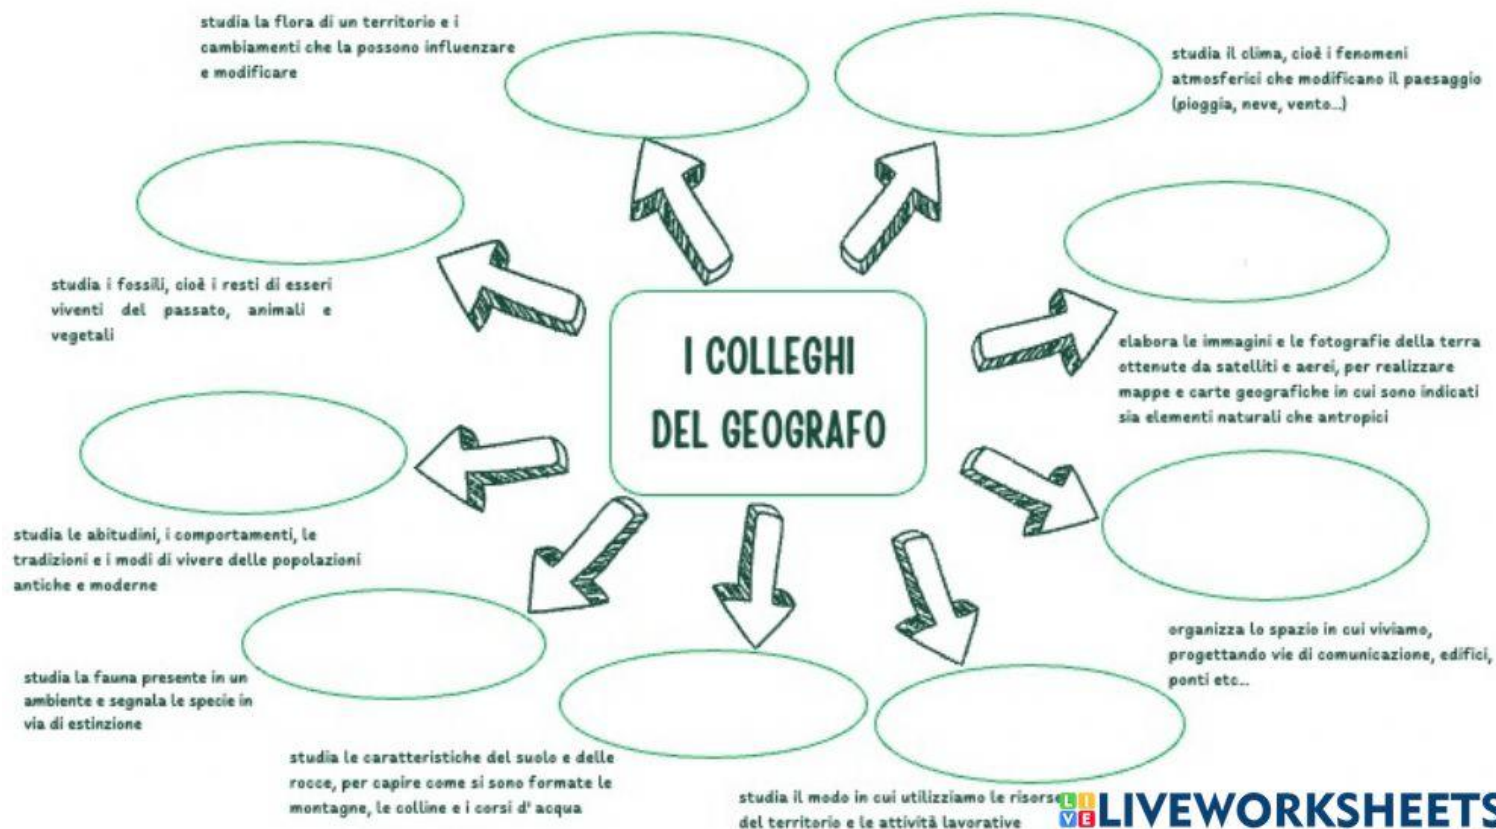 studia la flora di un territorio e i
cambiamenti che la possono influenzare
e modificare
studia il clima, cioè i fenomeni
atmosferici che modificano il paesaggio
(pioggia, neve, vento...)
studia i fossili, cioè i resti di esseri
viventi del passato, animali e
vegetali
I COLLEGHI
DEL GEOGRAFO
elabora le immagini e le fotografie della terra
ottenute da satelliti e aerei, per realizzare
mappe e carte geografiche in cui sono indicati
sia elementi naturali che antropici
studia le abitudini, i comportamenti, le
tradizioni e i modi di vivere delle popolazioni
antiche e moderne
organizza lo spazio in cui viviamo,
progettando vie di comunicazione, edifici,
ponti etc..
studia la fauna presente in un
ambiente e segnala le specie in
via di estinzione
studia le caratteristiche del suolo e delle
rocce, per capire come si sono formate le
montagne, le colline e i corsi d' acqua
studia il modo in cui utilizziamo le risorse
del territorio e le attività lavorative
LIVE LIVEWORKSHEETS